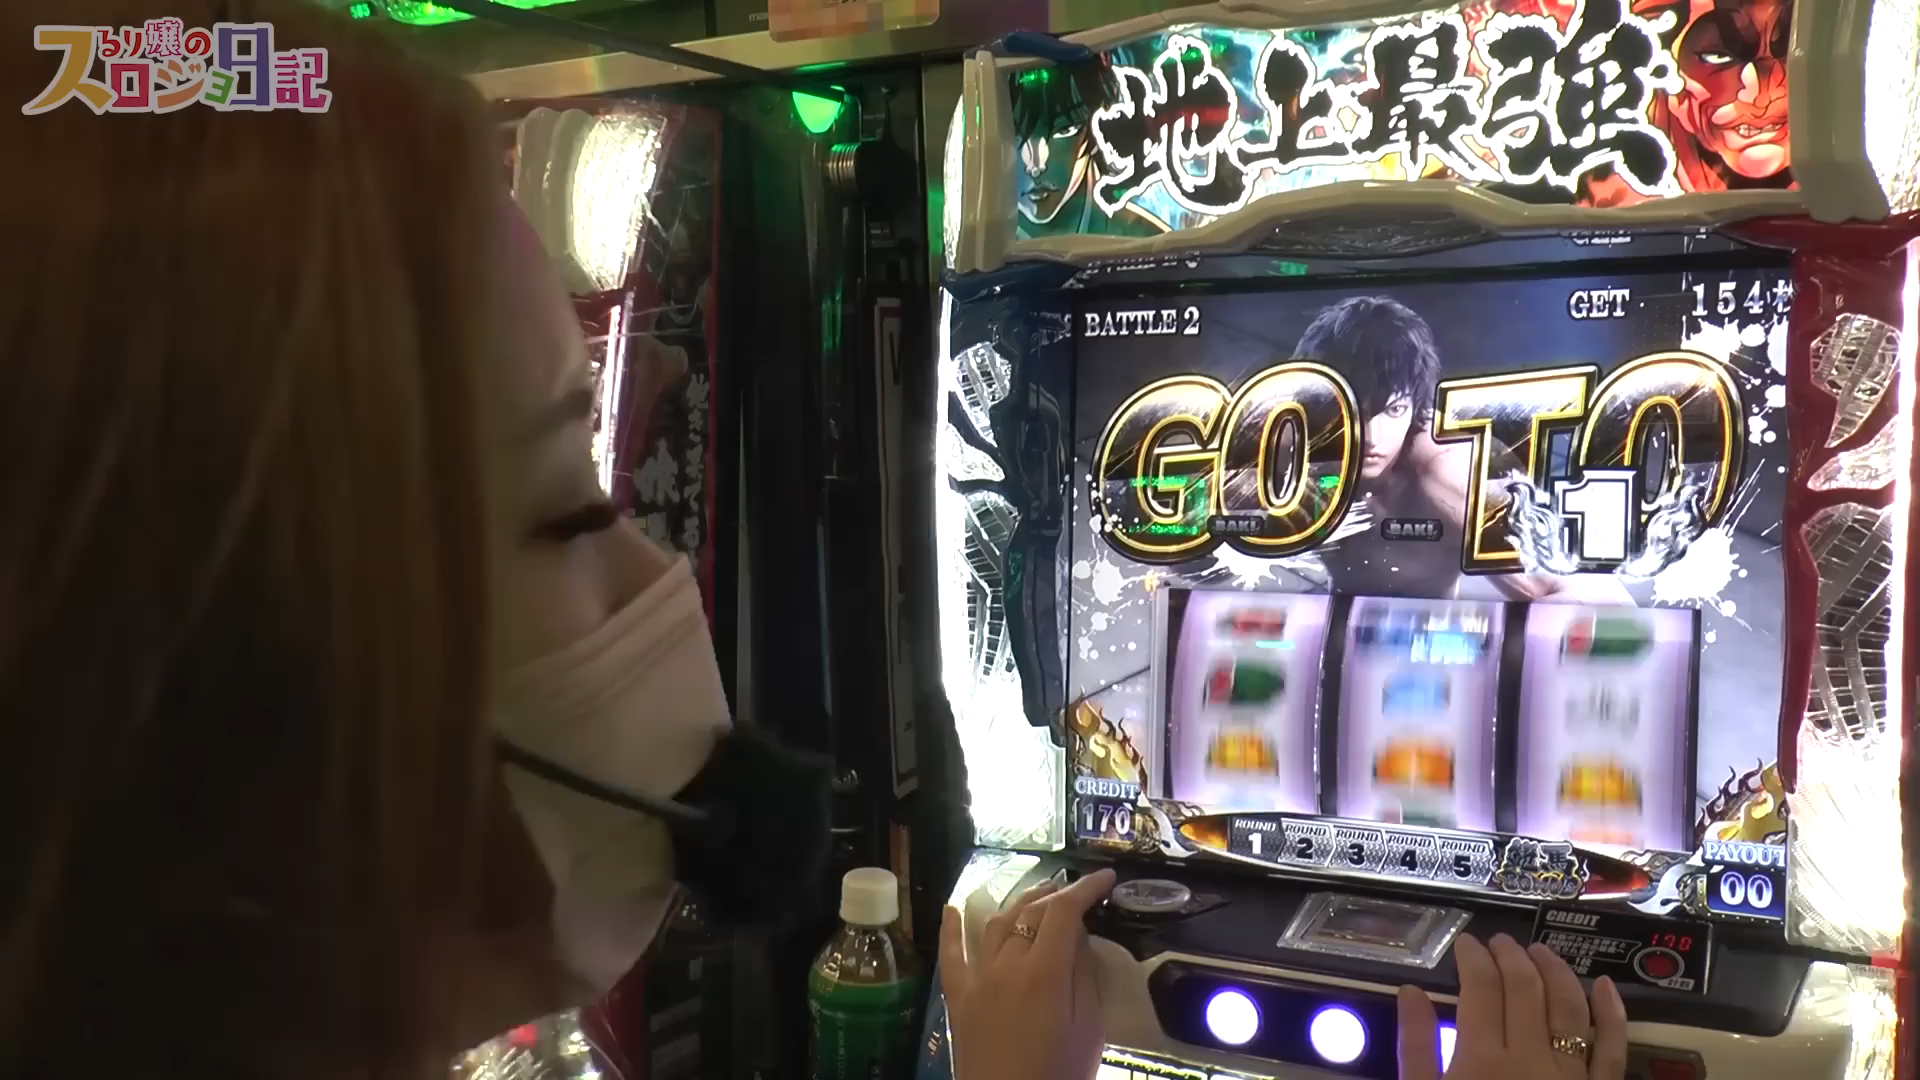 るり嬢の
スロジョ日記
地上最強
BATTLE 2
GET 154枚
GO TO
1
BAKI
BAKI
CREDIT
170
ROUND 1
ROUND 2
ROUND 3
ROUND 4
ROUND 5
BONUS
PAYOUT
00
CREDIT
178